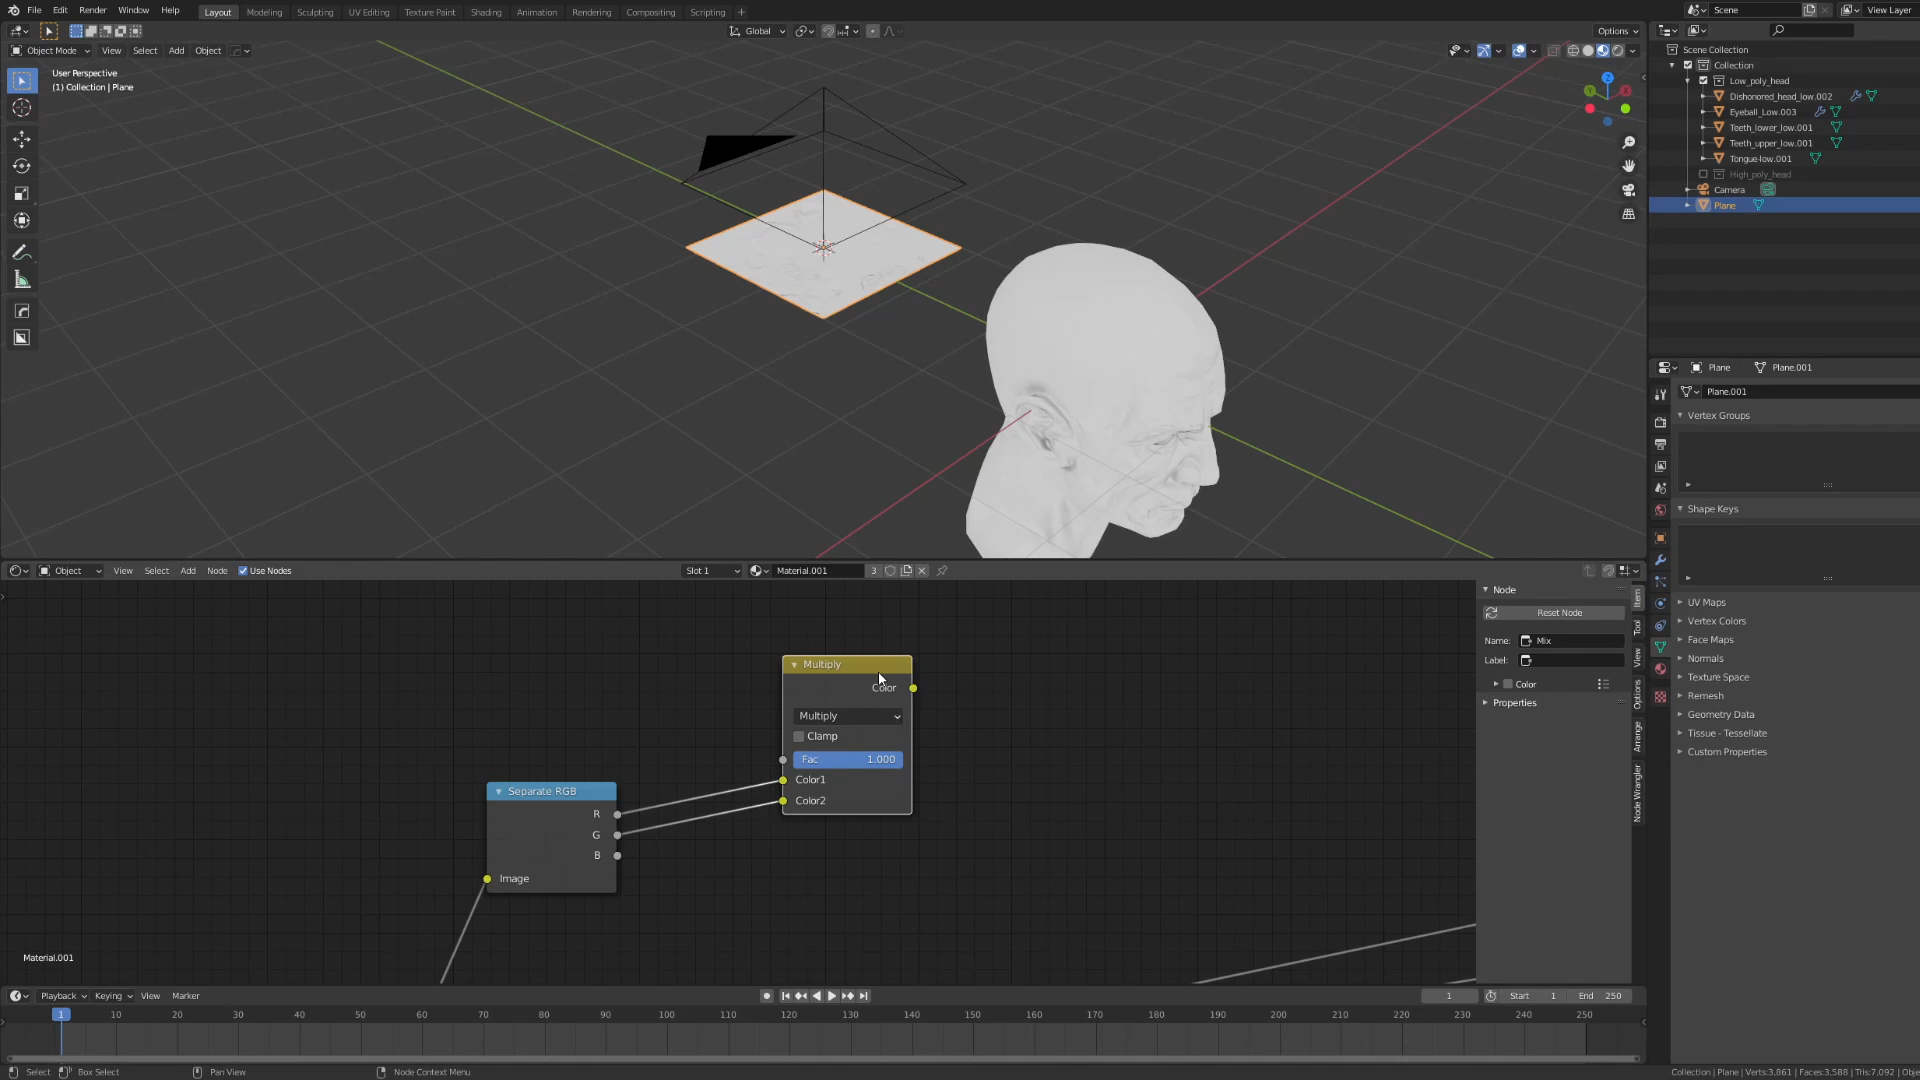 File Edit Render Window Help Layout Modeling Sculpting UV Editing Texture Paint Shading Animation Rendering Compositing Scripting + Scene View Layer
Global Options
Object Mode View Select Add Object
User Perspective
(1) Collection | Plane
Scene Collection
Collection
Low_poly_head
Dishonored_head_low.002
Eyeball_Low.003
Teeth_lower_low.001
Teeth_upper_low.001
Tongue-low.001
High_poly_head
Camera
Plane
Z
Y
X
Plane Plane.001
Plane.001
Vertex Groups
Shape Keys
UV Maps
Vertex Colors
Face Maps
Normals
Texture Space
Remesh
Geometry Data
Tissue - Tessellate
Custom Properties
Object View Select Add Node Use Nodes Slot 1 Material.001 3
Node
Reset Node
Name: Mix
Label:
Color
Properties
Item
Tool
View
Options
Arrange
Node Wrangler
Multiply
Color
Multiply
Clamp
Fac 1.000
Color1
Color2
Separate RGB
R
G
B
Image
Material.001
Playback Keying View Marker 1 Start 1 End 250
1 10 20 30 40 50 60 70 80 90 100 110 120 130 140 150 160 170 180 190 200 210 220 230 240 250
Select Box Select Pan View Node Context Menu Collection | Plane | Verts:3,861 | Faces:3,588 | Tris:7,092 | Obje